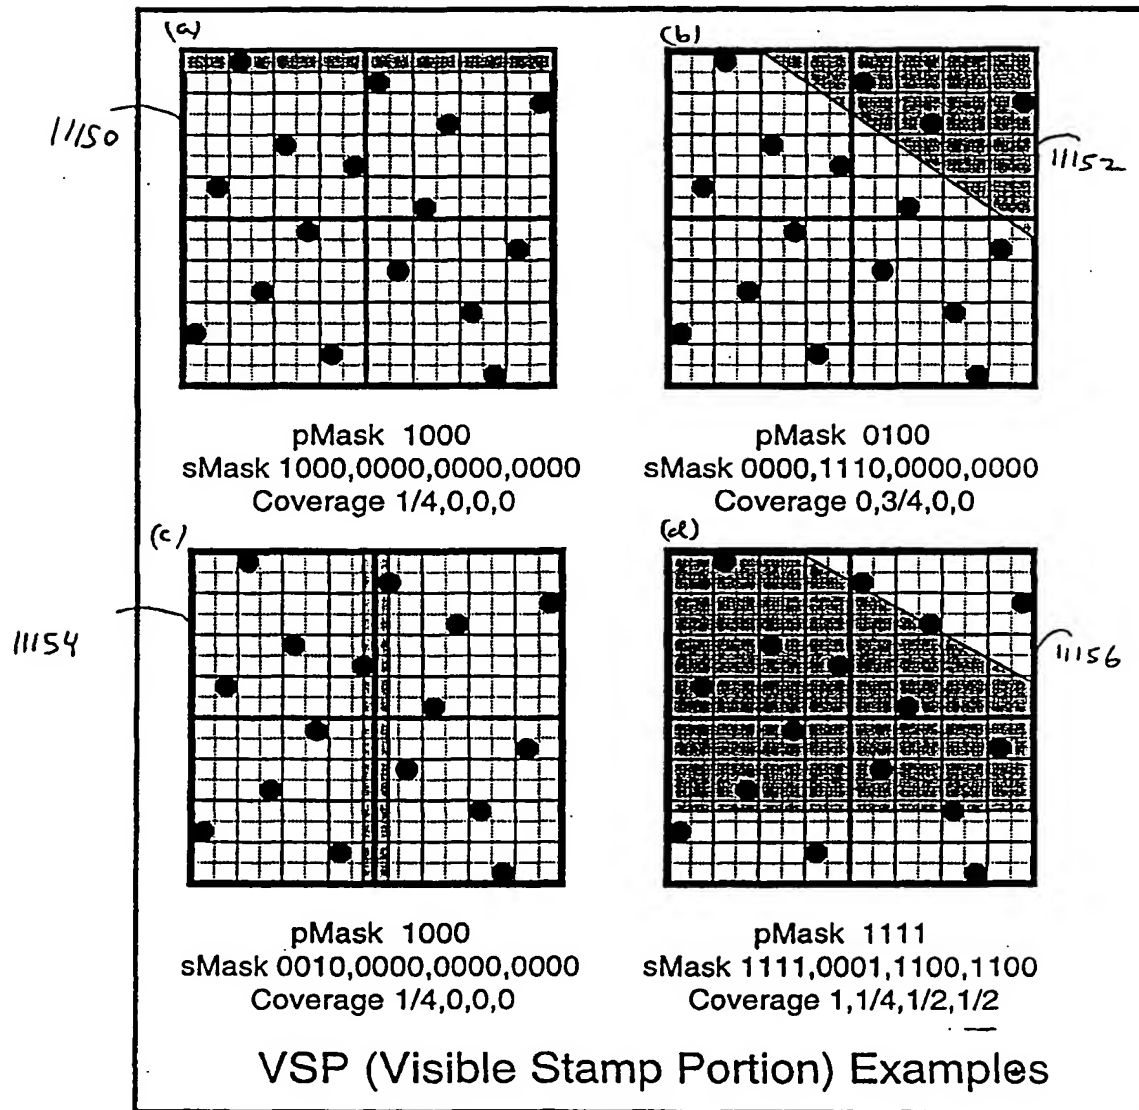 (a)
(b)
11150
11152
pMask 1000
sMask 1000,0000,0000,0000
Coverage 1/4,0,0,0
pMask 0100
sMask 0000,1110,0000,0000
Coverage 0,3/4,0,0
(c)
(d)
11154
11156
pMask 1000
sMask 0010,0000,0000,0000
Coverage 1/4,0,0,0
pMask 1111
sMask 1111,0001,1100,1100
Coverage 1,1/4,1/2,1/2
VSP (Visible Stamp Portion) Examples